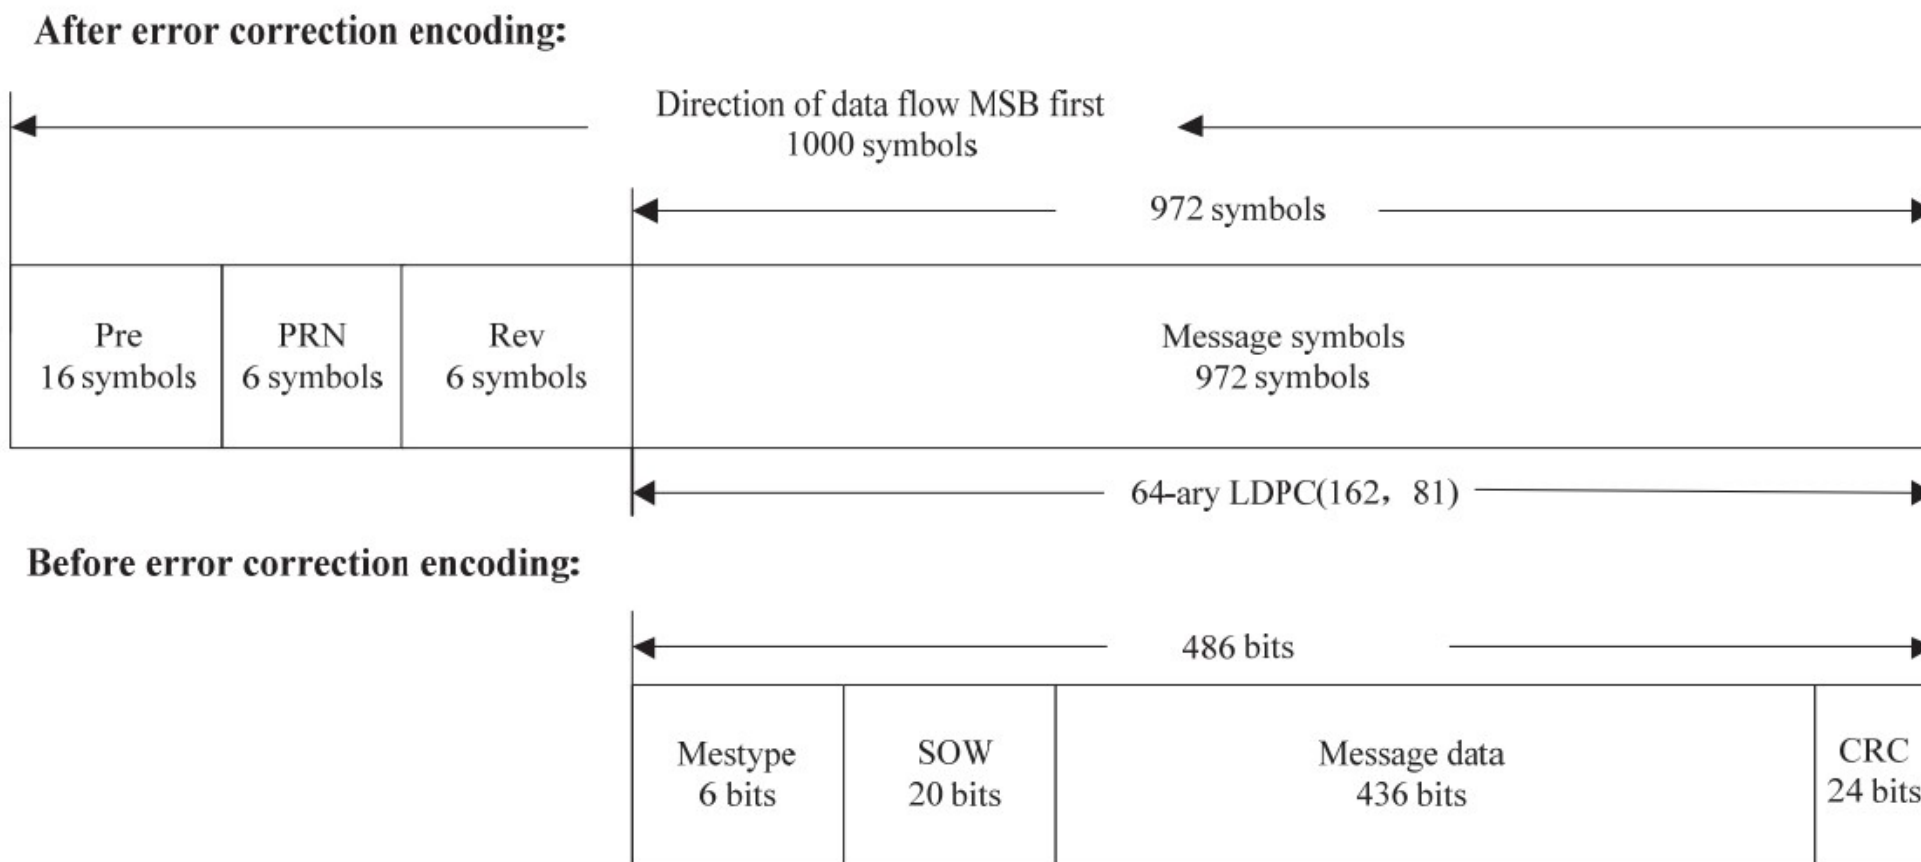 After error correction encoding:
Direction of data flow MSB first
1000 symbols
972 symbols
Pre
16 symbols
PRN
6 symbols
Rev
6 symbols
Message symbols
972 symbols
64-ary LDPC(162, 81)
Before error correction encoding:
486 bits
Mestype
6 bits
SOW
20 bits
Message data
436 bits
CRC
24 bits